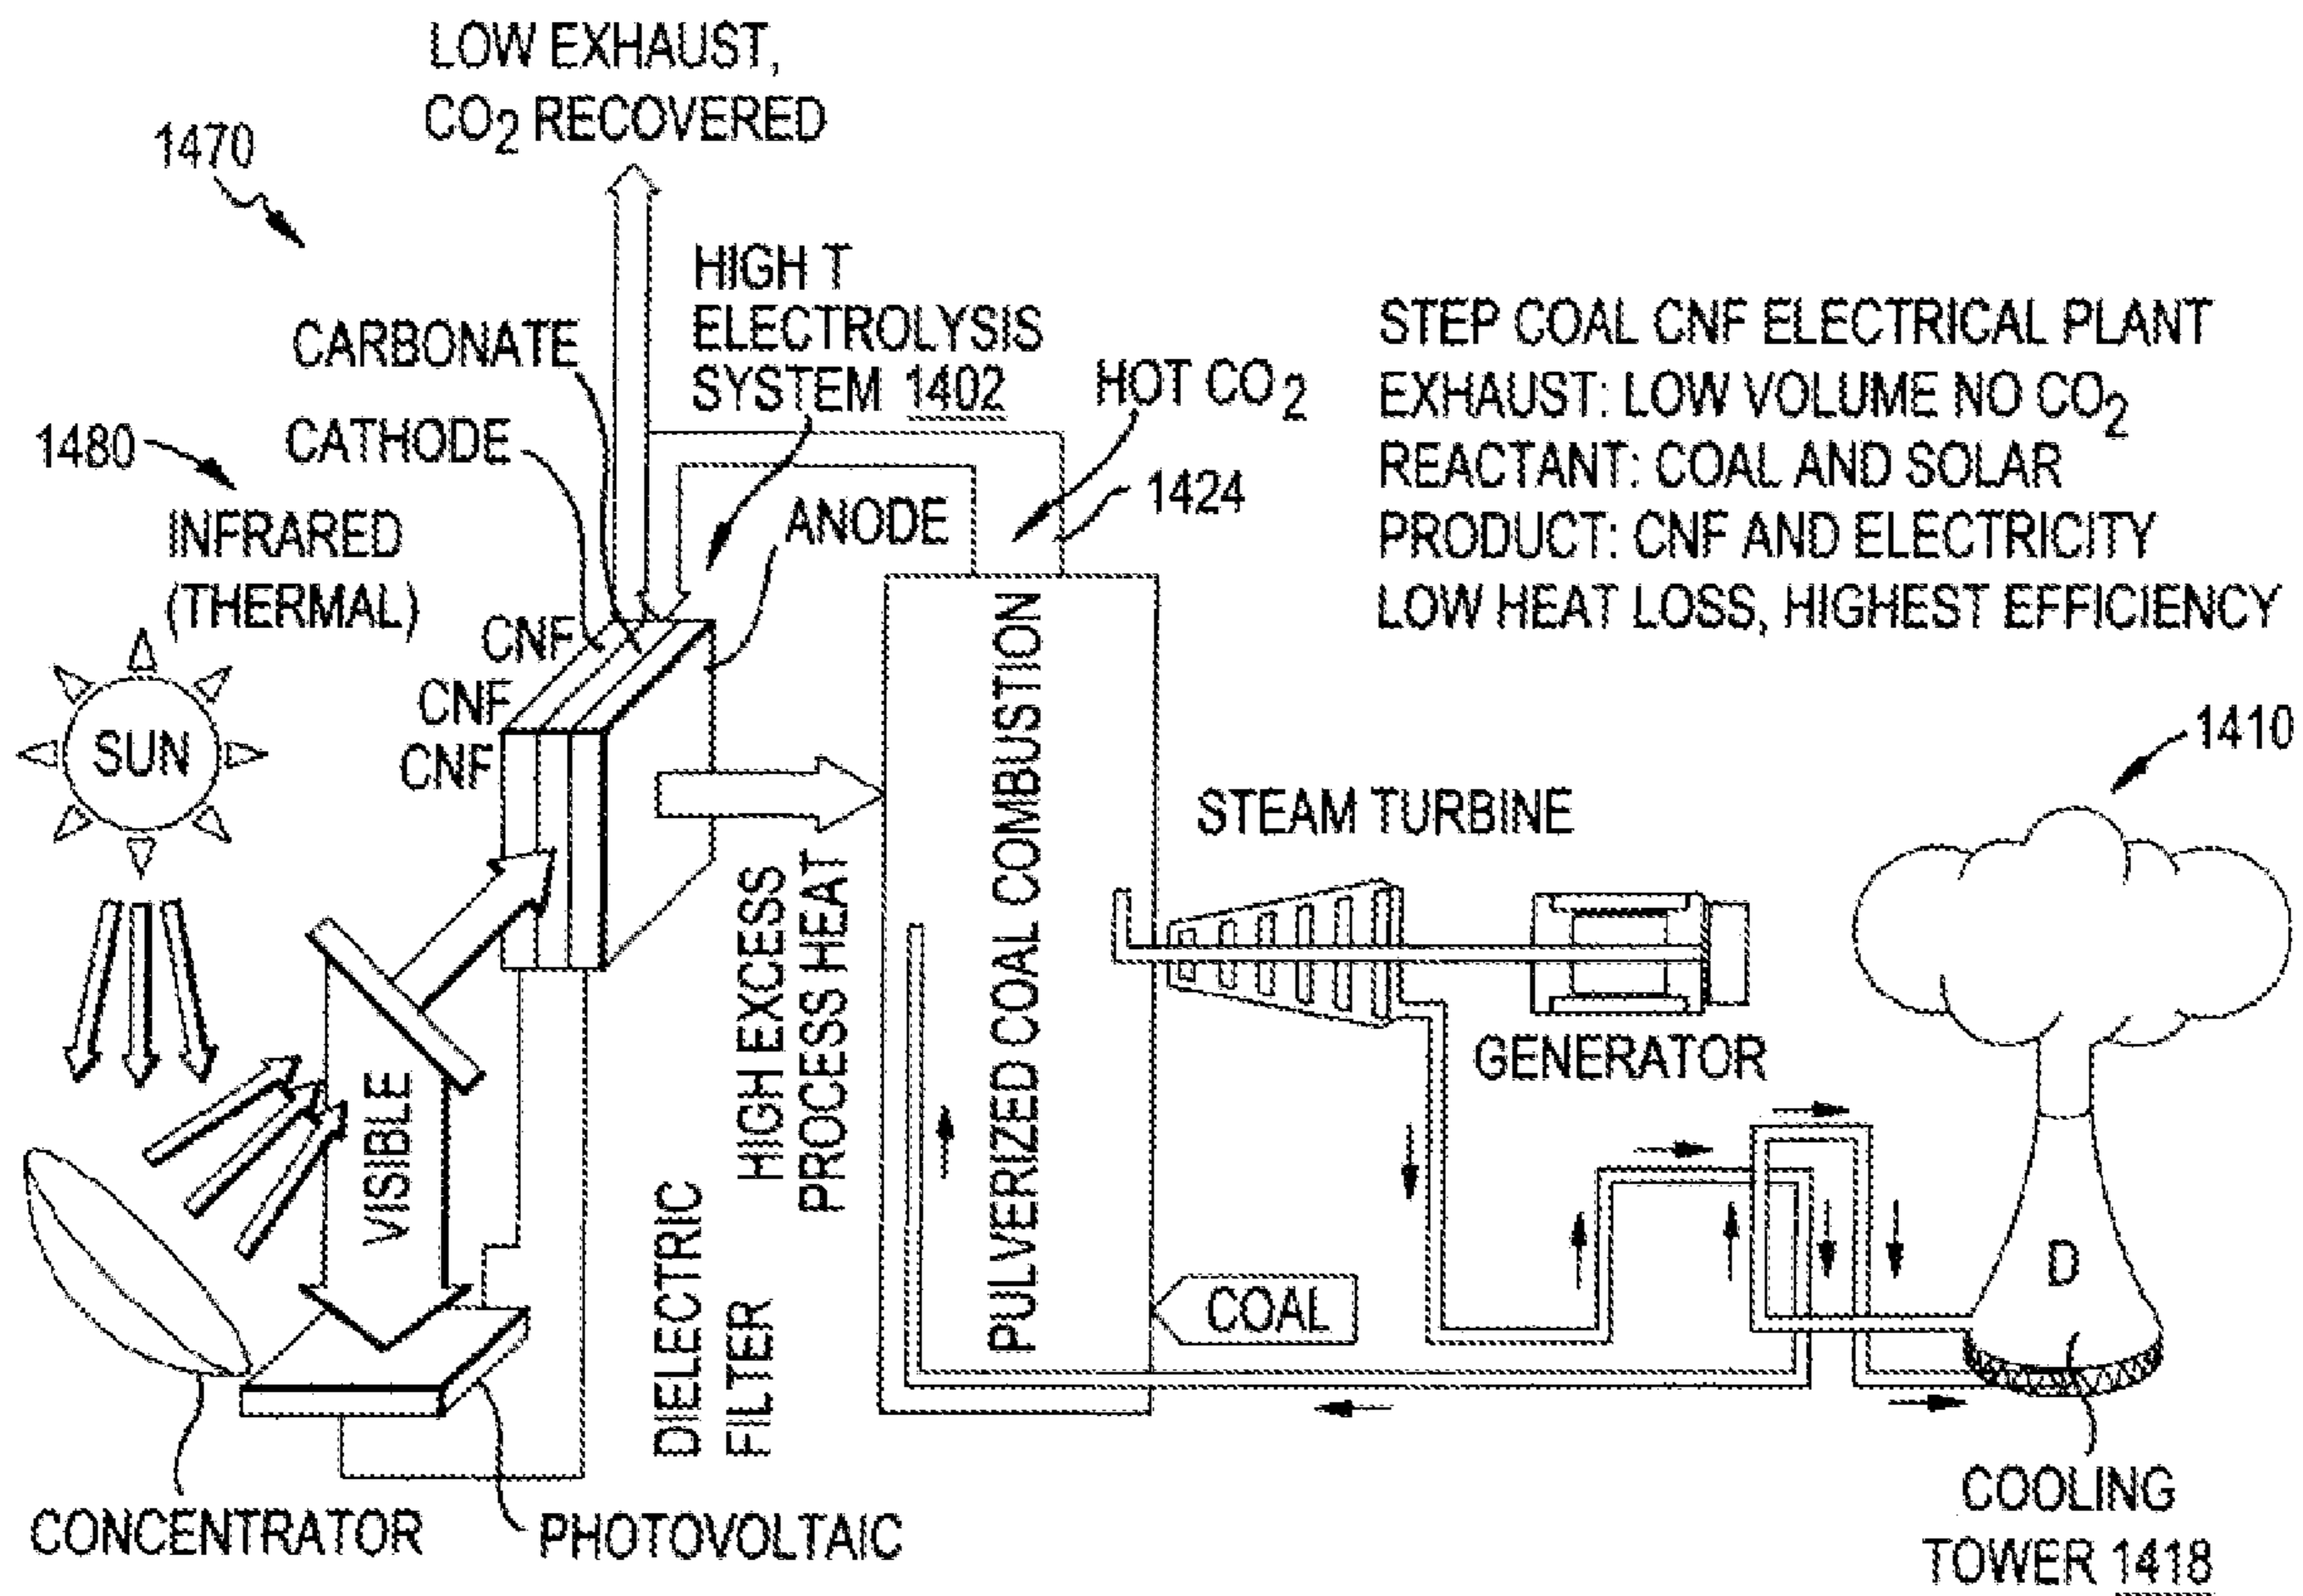 LOW EXHAUST,
CO2 RECOVERED
1470
HIGH T
ELECTROLYSIS
SYSTEM 1402
CARBONATE
HOT CO2
STEP COAL CNF ELECTRICAL PLANT
EXHAUST: LOW VOLUME NO CO2
REACTANT: COAL AND SOLAR
PRODUCT: CNF AND ELECTRICITY
LOW HEAT LOSS, HIGHEST EFFICIENCY
1480
CATHODE
ANODE
1424
INFRARED
(THERMAL)
CNF
CNF
CNF
SUN
1410
STEAM TURBINE
GENERATOR
PULVERIZED COAL COMBUSTION
HIGH EXCESS
PROCESS HEAT
VISIBLE
DIELECTRIC
FILTER
COAL
D
CONCENTRATOR
PHOTOVOLTAIC
COOLING
TOWER 1418